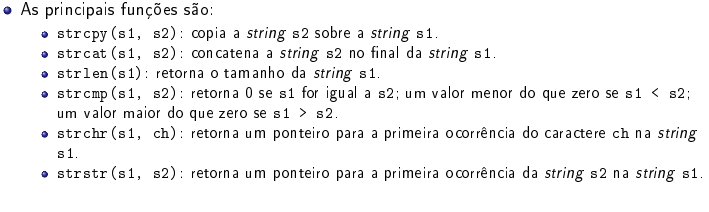 As principais funções são:
strcpy(s1, s2): copia a string s2 sobre a string s1.
strcat(s1, s2): concatena a string s2 no final da string s1.
strlen(s1): retorna o tamanho da string s1.
strcmp(s1, s2): retorna 0 se s1 for igual a s2; um valor menor do que zero se s1 < s2;
um valor maior do que zero se s1 > s2.
strchr(s1, ch): retorna um ponteiro para a primeira ocorrência do caractere ch na string
s1.
strstr(s1, s2): retorna um ponteiro para a primeira ocorrência da string s2 na string s1.